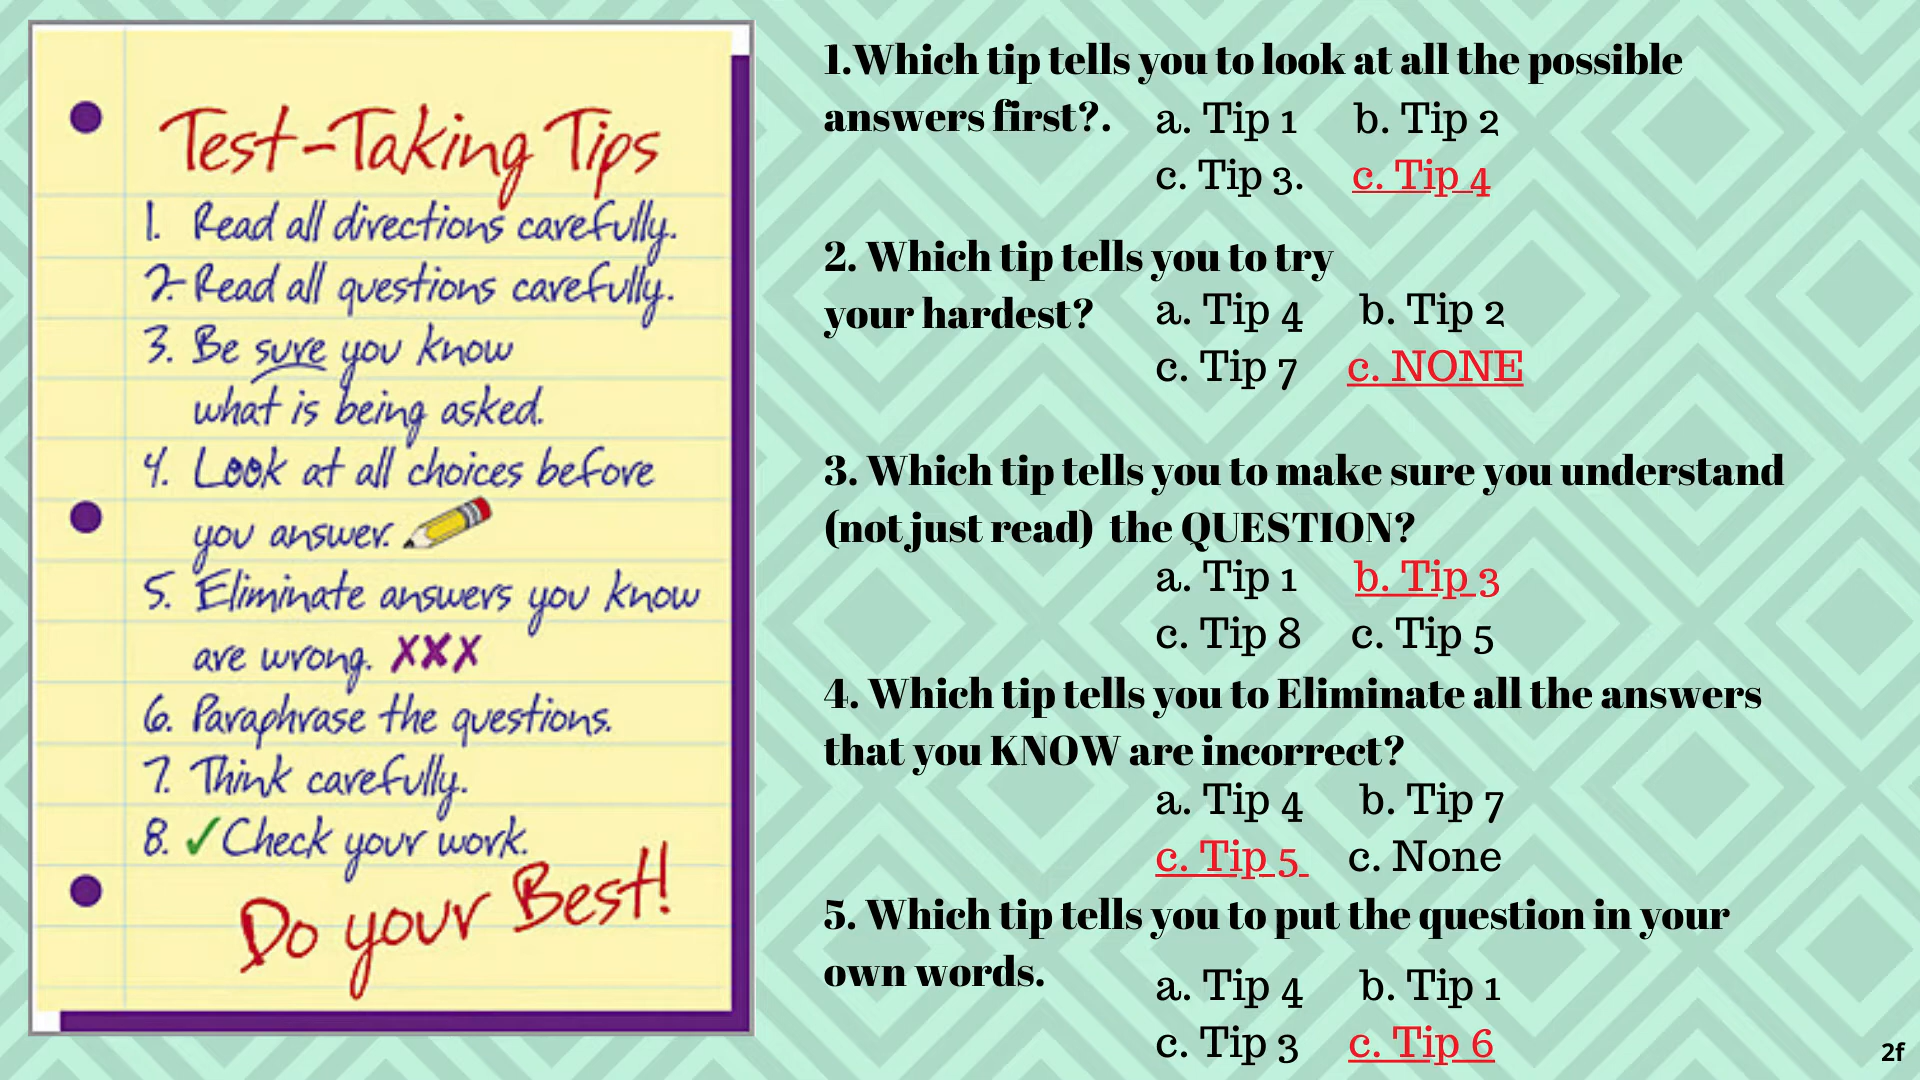 Test-Taking Tips
1. Read all directions carefully.
2. Read all questions carefully.
3. Be sure you know
what is being asked.
4. Look at all choices before
you answer.
5. Eliminate answers you know
are wrong. XXX
6. Paraphrase the questions.
7. Think carefully.
8. ✓Check your work.
Do your Best!
1.Which tip tells you to look at all the possible
answers first?.
a. Tip 1 b. Tip 2
c. Tip 3. c. Tip 4
2. Which tip tells you to try
your hardest?
a. Tip 4 b. Tip 2
c. Tip 7 c. NONE
3. Which tip tells you to make sure you understand
(not just read) the QUESTION?
a. Tip 1 b. Tip 3
c. Tip 8 c. Tip 5
4. Which tip tells you to Eliminate all the answers
that you KNOW are incorrect?
a. Tip 4 b. Tip 7
c. Tip 5 c. None
5. Which tip tells you to put the question in your
own words.
a. Tip 4 b. Tip 1
c. Tip 3 c. Tip 6
2f